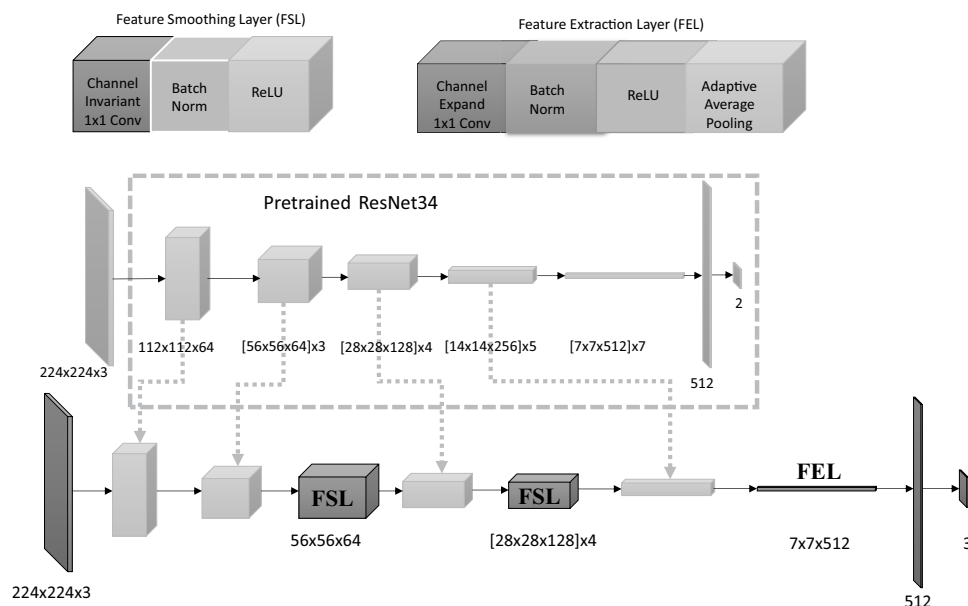 Feature Smoothing Layer (FSL)
Feature Extraction Layer (FEL)
Channel
Invariant
1x1 Conv
Batch
Norm
ReLU
Channel
Expand
1x1 Conv
Batch
Norm
ReLU
Adaptive
Average
Pooling
Pretrained ResNet34
224x224x3
112x112x64
[56x56x64]x3
[28x28x128]x4
[14x14x256]x5
[7x7x512]x7
512
2
224x224x3
FSL
56x56x64
FSL
[28x28x128]x4
FEL
7x7x512
512
3